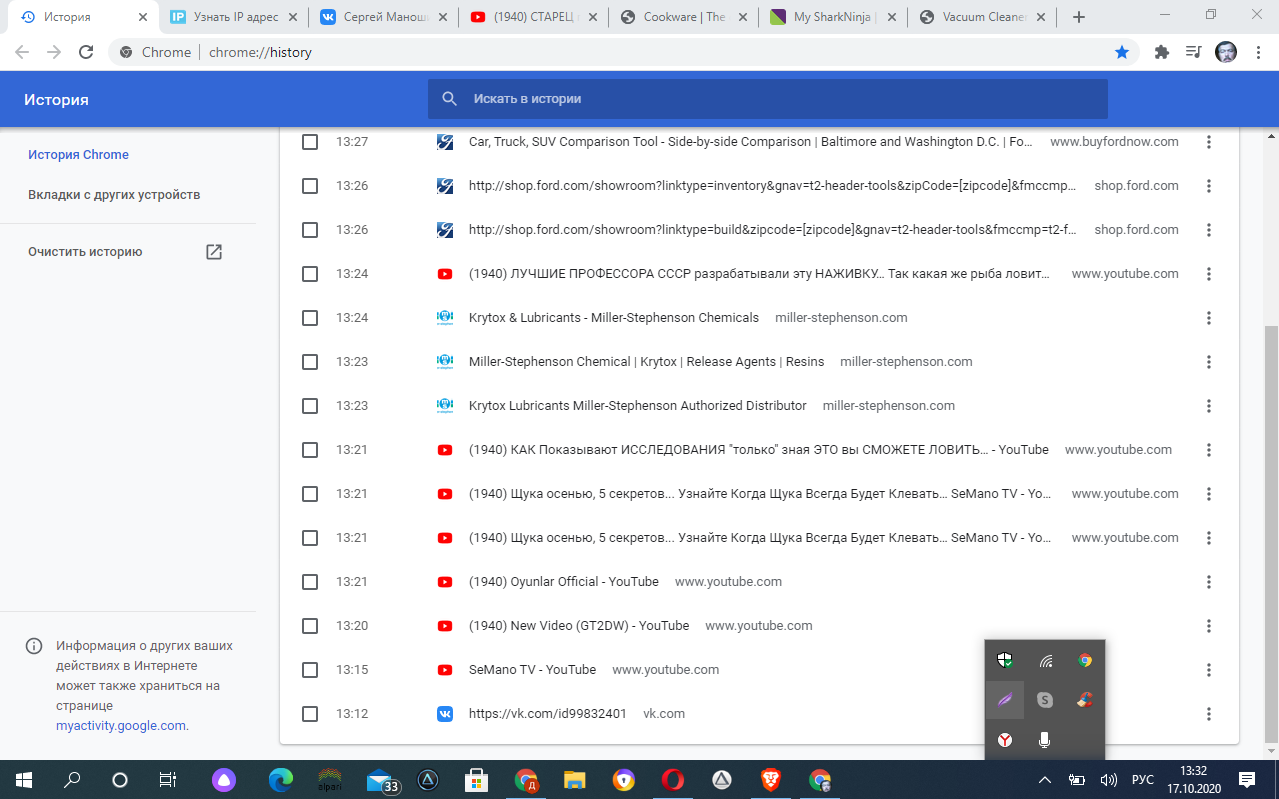 История
Узнать IP адрес
Сергей Маноши
(1940) СТАРЕЦ
Cookware | The
My SharkNinja |
Vacuum Cleane
Chrome | chrome://history
История
Искать в истории
История Chrome
Вкладки с других устройств
Очистить историю
13:27 Car, Truck, SUV Comparison Tool - Side-by-side Comparison | Baltimore and Washington D.C. | Fo... www.buyfordnow.com
13:26 http://shop.ford.com/showroom?linktype=inventory&gnav=t2-header-tools&zipCode=[zipcode]&fmccmp... shop.ford.com
13:26 http://shop.ford.com/showroom?linktype=build&zipcode=[zipcode]&gnav=t2-header-tools&fmccmp=t2-f... shop.ford.com
13:24 (1940) ЛУЧШИЕ ПРОФЕССОРА СССР разрабатывали эту НАЖИВКУ... Так какая же рыба ловит... www.youtube.com
13:24 Krytox & Lubricants - Miller-Stephenson Chemicals miller-stephenson.com
13:23 Miller-Stephenson Chemical | Krytox | Release Agents | Resins miller-stephenson.com
13:23 Krytox Lubricants Miller-Stephenson Authorized Distributor miller-stephenson.com
13:21 (1940) КАК Показывают ИССЛЕДОВАНИЯ "только" зная ЭТО вы СМОЖЕТЕ ЛОВИТЬ... - YouTube www.youtube.com
13:21 (1940) Щука осенью, 5 секретов... Узнайте Когда Щука Всегда Будет Клевать... SeMano TV - Yo... www.youtube.com
13:21 (1940) Щука осенью, 5 секретов... Узнайте Когда Щука Всегда Будет Клевать... SeMano TV - Yo... www.youtube.com
13:21 (1940) Oyunlar Official - YouTube www.youtube.com
13:20 (1940) New Video (GT2DW) - YouTube www.youtube.com
13:15 SeMano TV - YouTube www.youtube.com
13:12 https://vk.com/id99832401 vk.com
Информация о других ваших
действиях в Интернете
может также храниться на
странице
myactivity.google.com.
alpari
33
Д
РУС
13:32
17.10.2020